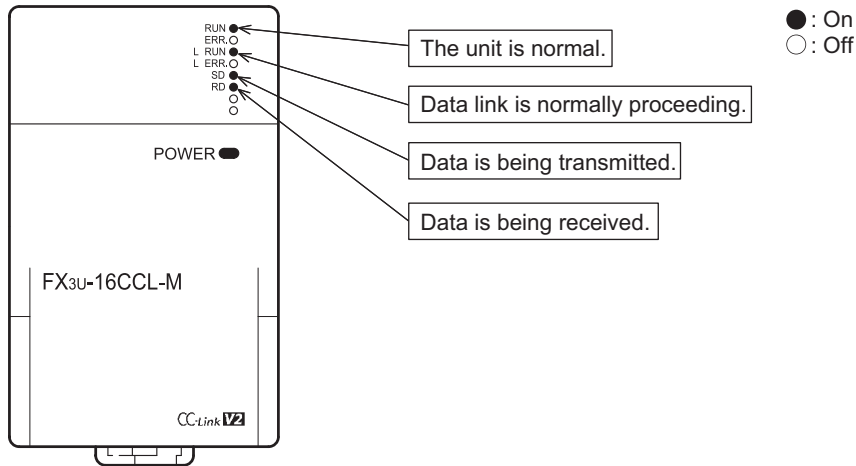 RUN
ERR.
L RUN
L ERR.
SD
RD
POWER
FX3U-16CCL-M
CC-Link V2
The unit is normal.
Data link is normally proceeding.
Data is being transmitted.
Data is being received.
● : On
○ : Off